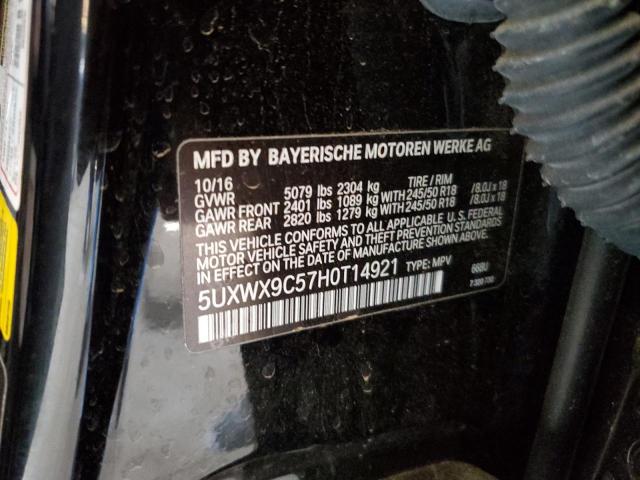 MFD BY BAYERISCHE MOTOREN WERKE AG
10/16 TIRE / RIM
GVWR 5079 lbs 2304 kg
GAWR FRONT 2401 lbs 1089 kg WITH 245/50 R18 /8.0J x 18
GAWR REAR 2820 lbs 1279 kg WITH 245/50 R18 /8.0J x 18
THIS VEHICLE CONFORMS TO ALL APPLICABLE U.S. FEDERAL
MOTOR VEHICLE SAFETY AND THEFT PREVENTION STANDARDS
IN EFFECT ON THE DATE OF MANUFACTURE SHOWN ABOVE.
5UXWX9C57H0T14921 TYPE: MPV